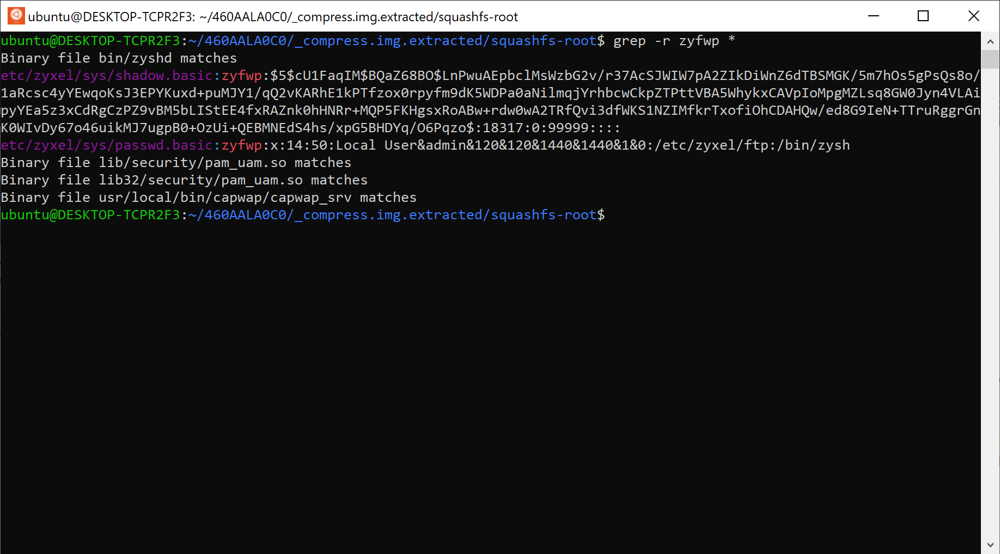 ubuntu@DESKTOP-TCPR2F3: ~/460AALA0C0/_compress.img.extracted/squashfs-root
ubuntu@DESKTOP-TCPR2F3:~/460AALA0C0/_compress.img.extracted/squashfs-root$ grep -r zyfwp *
Binary file bin/zyshd matches
etc/zyxel/sys/shadow.basic:zyfwp:$5$cU1FaqIM$BQaZ68BO$LnPwuAEpbclMsWzbG2v/r37AcSJWIW7pA2ZIkDiWnZ6dTBSMGK/5m7hOs5gPsQs8o/
1aRcsc4yYEwqoKsJ3EPYKuxd+puMJY1/qQ2vKARhE1kPTfzox0rpyfm9dK5WDPa0aNilmqjYrhbcwCkpZTPttVBA5WhykxCAVpIoMpgMZLsq8GW0Jyn4VLAi
pyYEa5z3xCdRgCzPZ9vBM5bLIStEE4fxRAZnk0hHNRr+MQP5FKHgsxRoABw+rdw0wA2TRfQvi3dfWKS1NZIMfkrTxofiOhCDAHQw/ed8G9IeN+TTruRggrGn
K0WIvDy67o46uikMJ7ugpB0+OzUi+QEBMNEdS4hs/xpG5BHDYq/O6Pqzo$:18317:0:99999::::
etc/zyxel/sys/passwd.basic:zyfwp:x:14:50:Local User&admin&120&120&1440&1440&1&0:/etc/zyxel/ftp:/bin/zysh
Binary file lib/security/pam_uam.so matches
Binary file lib32/security/pam_uam.so matches
Binary file usr/local/bin/capwap/capwap_srv matches
ubuntu@DESKTOP-TCPR2F3:~/460AALA0C0/_compress.img.extracted/squashfs-root$